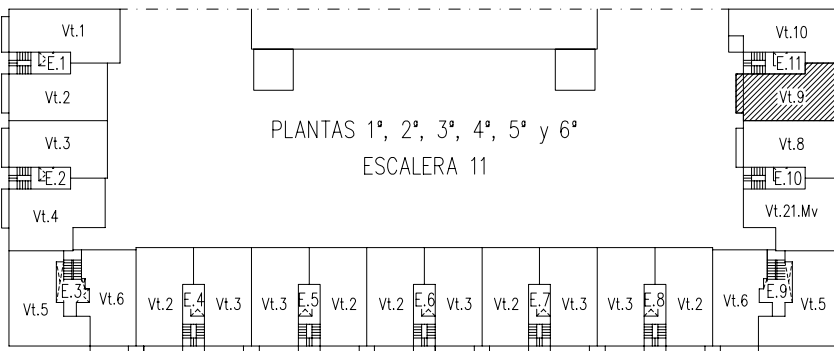 Vt.1
Vt.10
E.1
E.11
Vt.2
Vt.9
PLANTAS 1ª, 2ª, 3ª, 4ª, 5ª y 6ª
Vt.3
Vt.8
ESCALERA 11
E.2
E.10
Vt.4
Vt.21.Mv
E.3
E.9
Vt.5
Vt.6
Vt.2
E.4
Vt.3
Vt.3
E.5
Vt.2
Vt.2
E.6
Vt.3
Vt.2
E.7
Vt.3
Vt.3
E.8
Vt.2
Vt.6
Vt.5